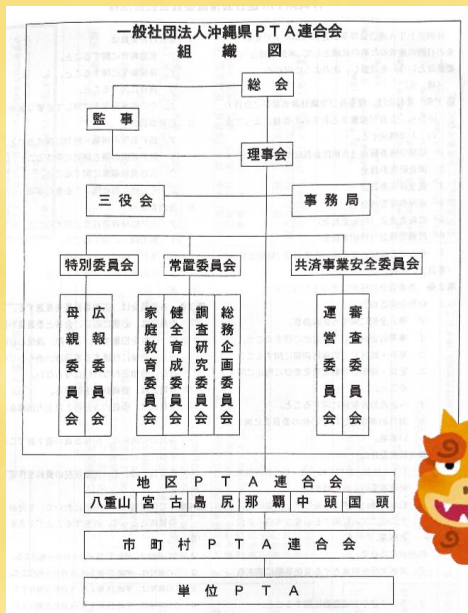 一般社団法人沖縄県PTA連合会
組織図
総会
監事
理事会
三役会
事務局
特別委員会
常置委員会
共済事業安全委員会
母親委員会
広報委員会
家庭教育委員会
健全育成委員会
調査研究委員会
総務企画委員会
運営委員会
審査委員会
地区PTA連合会
八重山 宮古 島尻 那覇 中頭 国頭
市町村PTA連合会
単位PTA